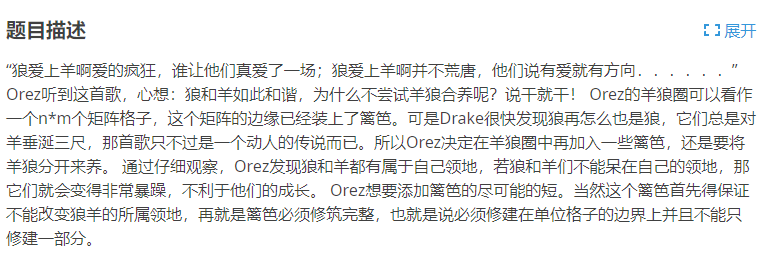 题目描述
展开
“狼爱上羊啊爱的疯狂，谁让他们真爱了一场；狼爱上羊啊并不荒唐，他们说有爱就有方向．．．．．．”
Orez听到这首歌，心想：狼和羊如此和谐，为什么不尝试羊狼合养呢？说干就干！ Orez的羊狼圈可以看作
一个n*m个矩阵格子，这个矩阵的边缘已经装上了篱笆。可是Drake很快发现狼再怎么也是狼，它们总是对
羊垂涎三尺，那首歌只不过是一个动人的传说而已。所以Orez决定在羊狼圈中再加入一些篱笆，还是要将
羊狼分开来养。 通过仔细观察，Orez发现狼和羊都有属于自己领地，若狼和羊们不能呆在自己的领地，那
它们就会变得非常暴躁，不利于他们的成长。 Orez想要添加篱笆的尽可能的短。当然这个篱笆首先得保证
不能改变狼羊的所属领地，再就是篱笆必须修筑完整，也就是说必须修建在单位格子的边界上并且不能只
修建一部分。